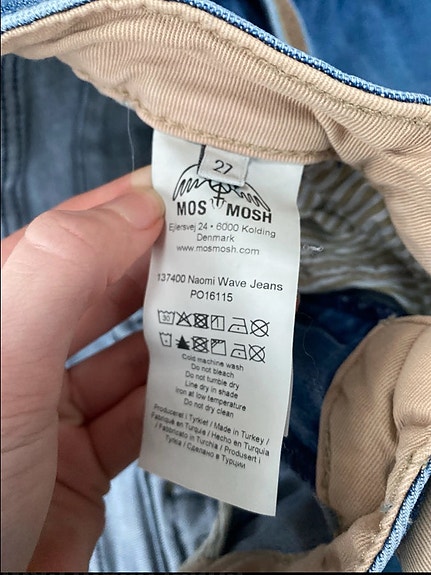 27
MOS MOSH
Ejlersvej 24 • 6000 Kolding
Denmark
www.mosmosh.com
137400 Naomi Wave Jeans
PO16115
30
Cold machine wash
Do not bleach
Do not tumble dry
Line dry in shade
Iron at low temperature
Do not dry clean
Produceret i Tyrkiet / Made in Turkey /
Fabriqué en Turquie / Hecho en Turquía
/ Fabbricato in Turchia / Produsert i
Tyrkia / Сделано в Турции